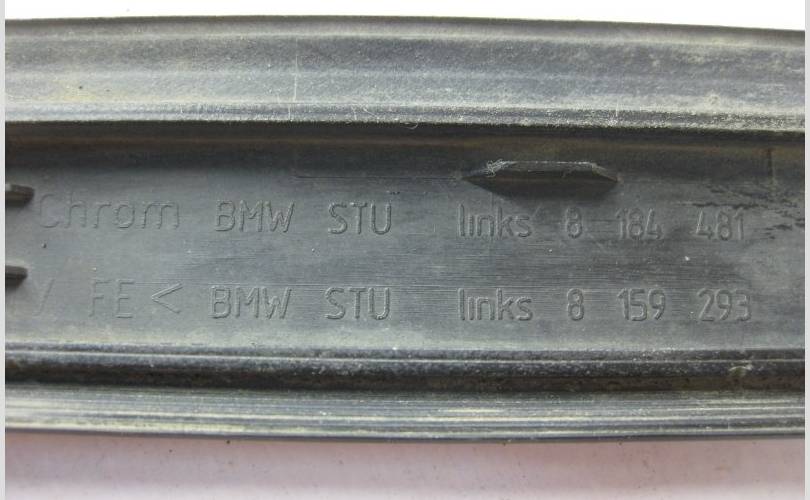 Chrom BMW STU links 8 184 481
FE < BMW STU links 8 159 293